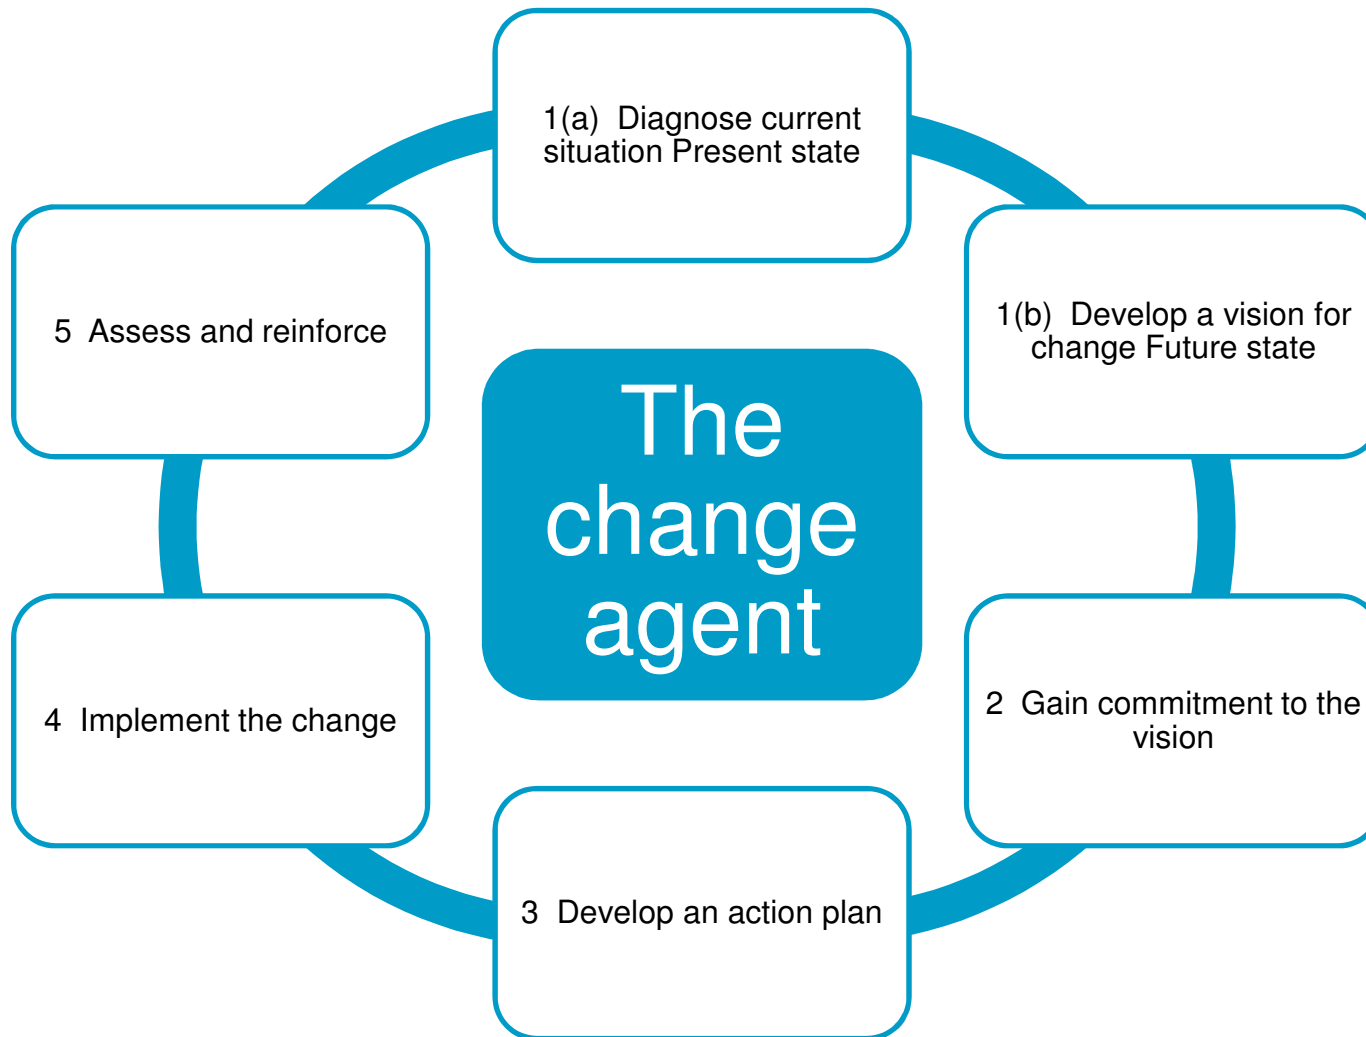 1(a) Diagnose current
situation Present state
1(b) Develop a vision for
change Future state
2 Gain commitment to the
vision
3 Develop an action plan
4 Implement the change
5 Assess and reinforce
The
change
agent